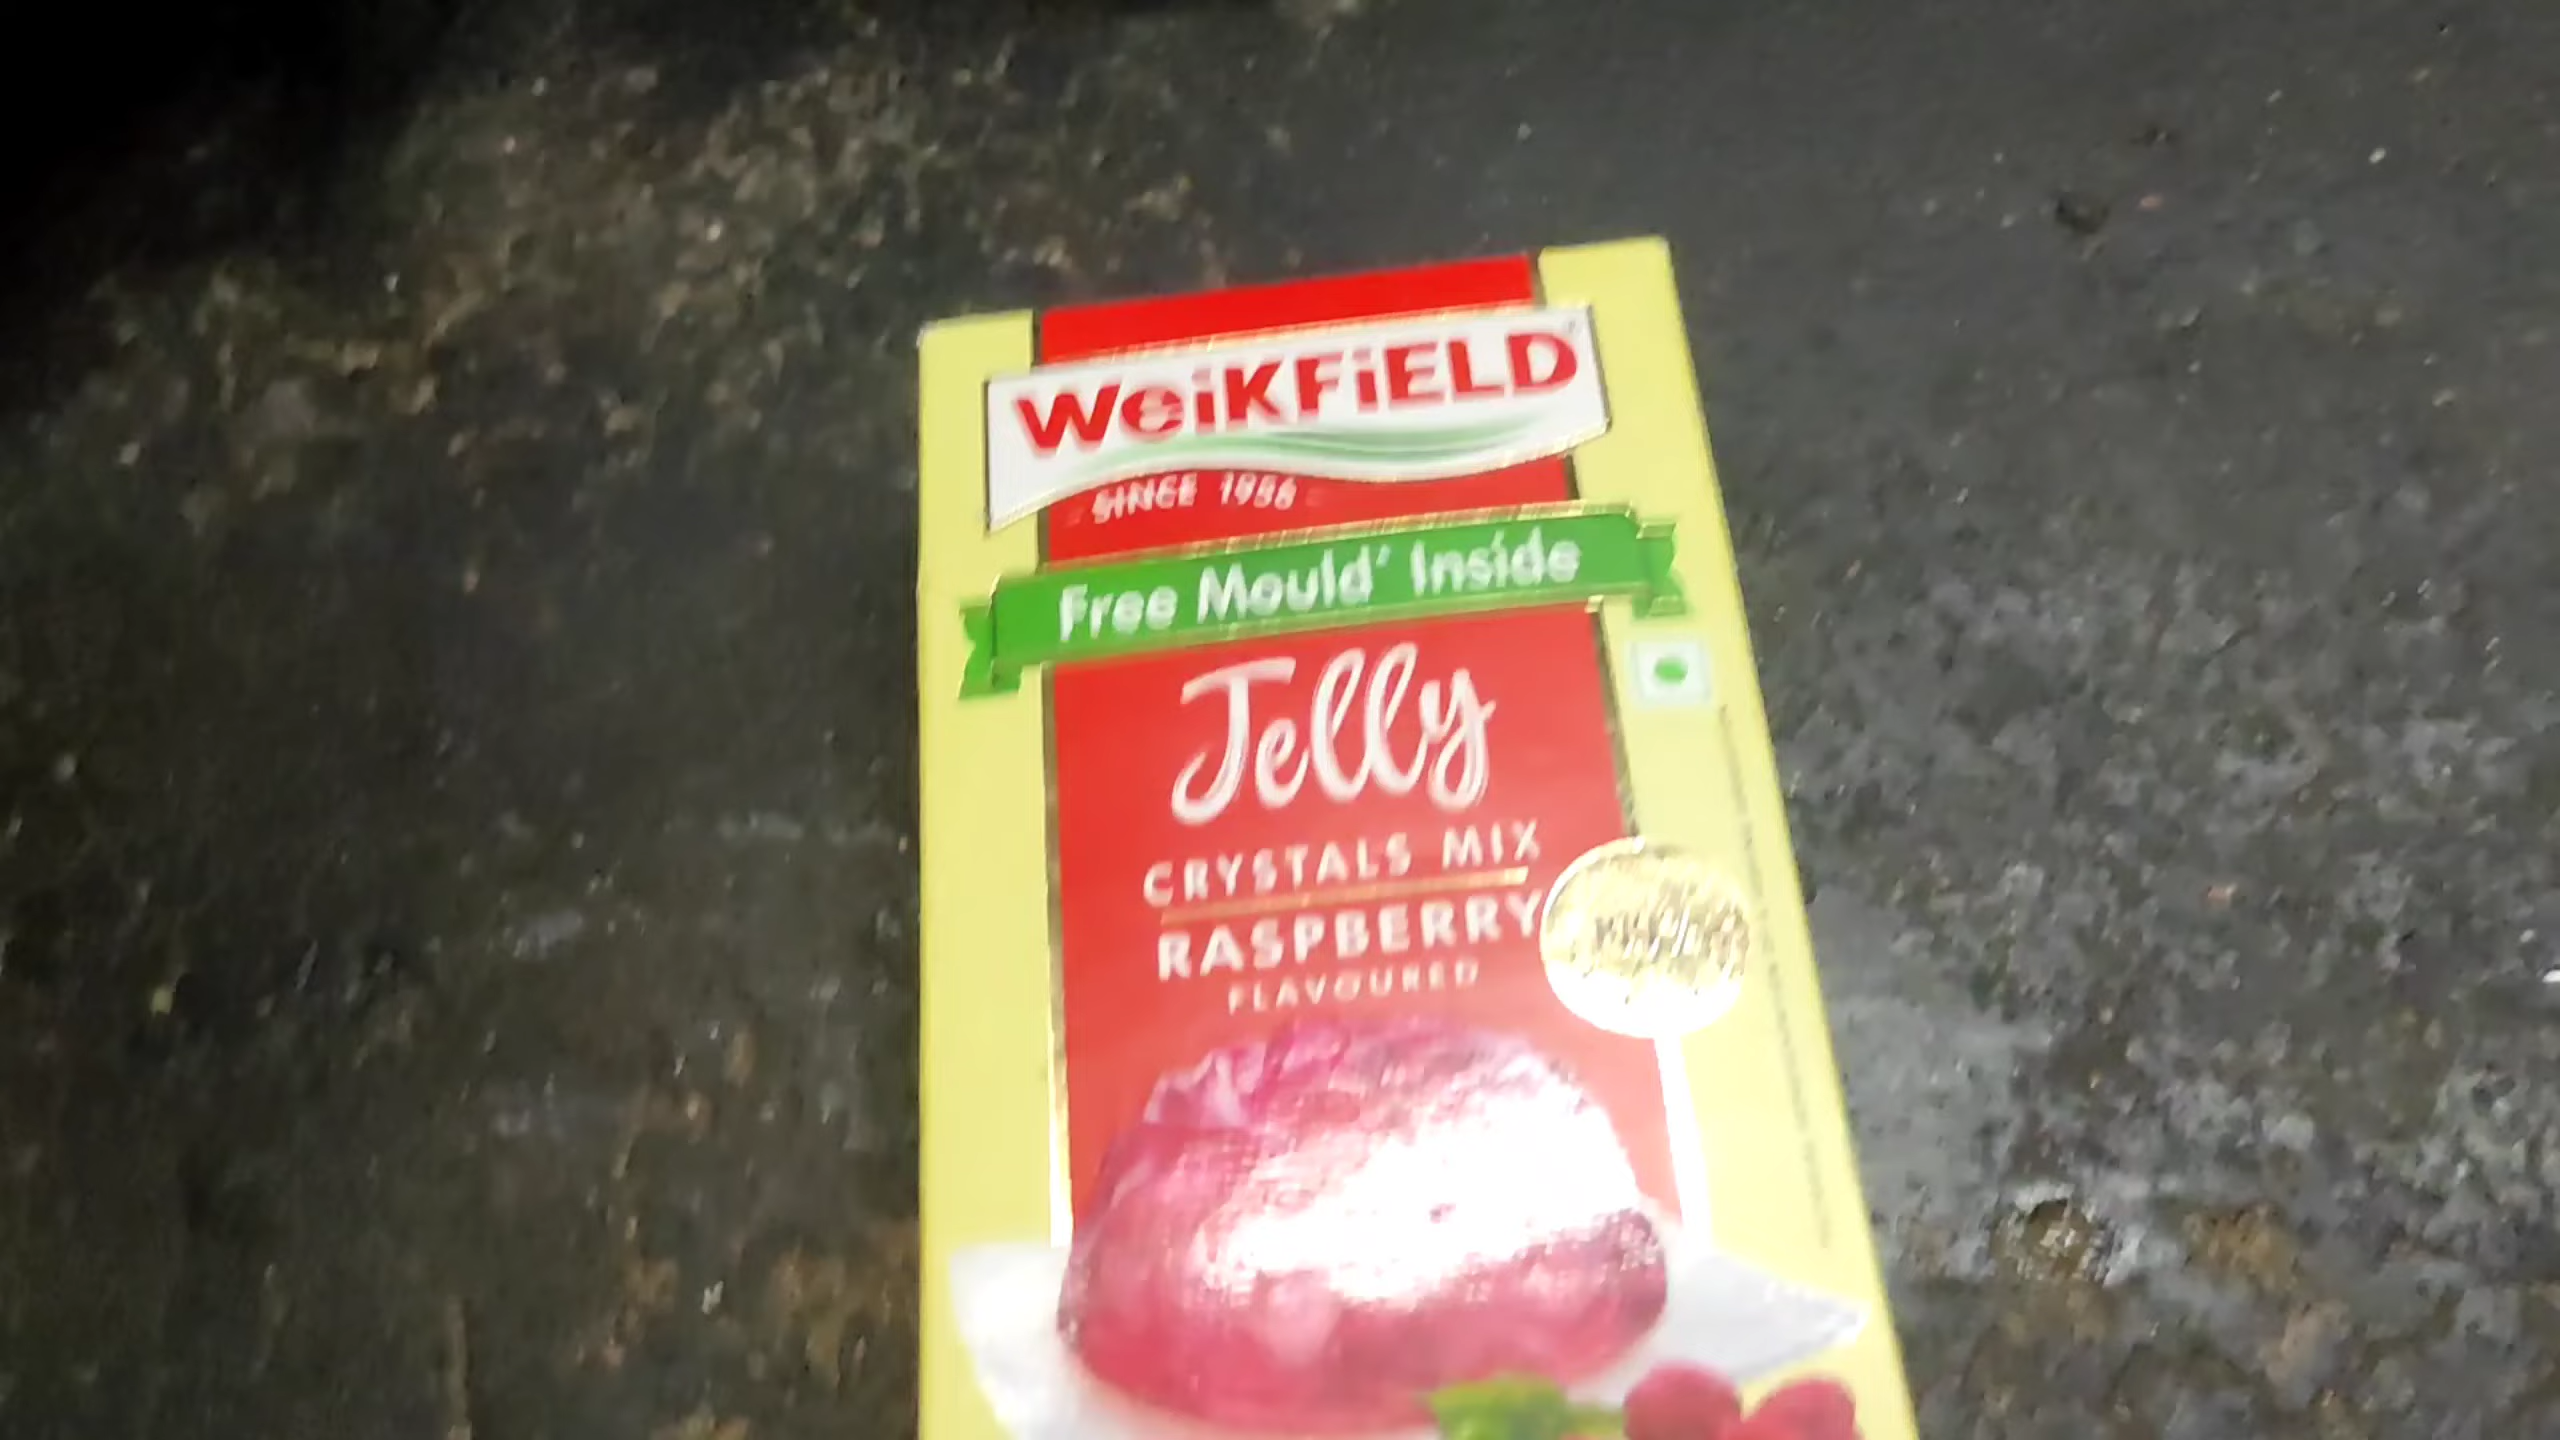 WeiKFiELD
SINCE 1956
Free Mould* Inside
Jelly
CRYSTALS MIX
RASPBERRY
FLAVOURED